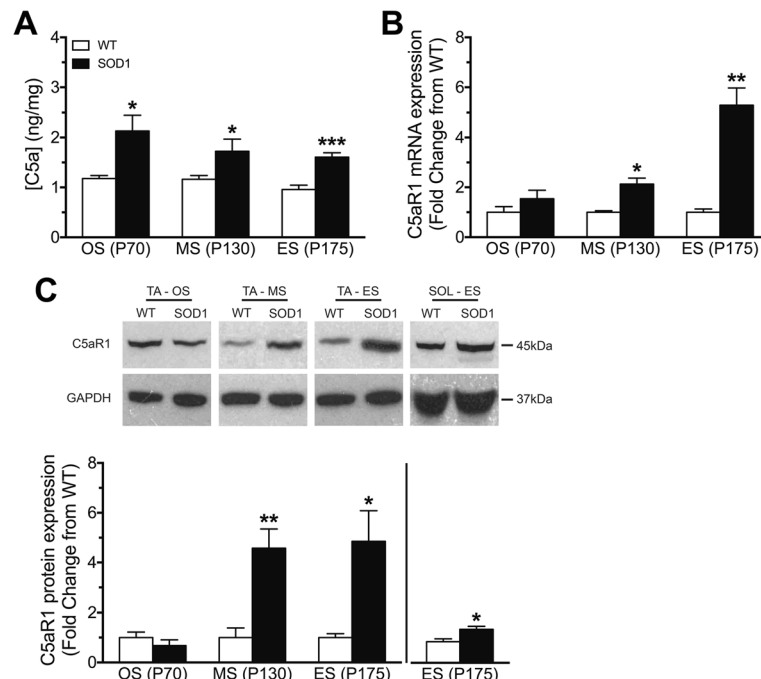 A
WT
SOD1
[C5a] (ng/mg)
4
3
2
1
0
*
*
***
OS (P70) MS (P130) ES (P175)
B
C5aR1 mRNA expression
(Fold Change from WT)
8
6
4
2
0
*
**
OS (P70) MS (P130) ES (P175)
C
TA - OS TA - MS TA - ES SOL - ES
WT SOD1 WT SOD1 WT SOD1 WT SOD1
C5aR1 45kDa
GAPDH 37kDa
C5aR1 protein expression
(Fold Change from WT)
8
6
4
2
0
**
*
*
OS (P70) MS (P130) ES (P175) ES (P175)